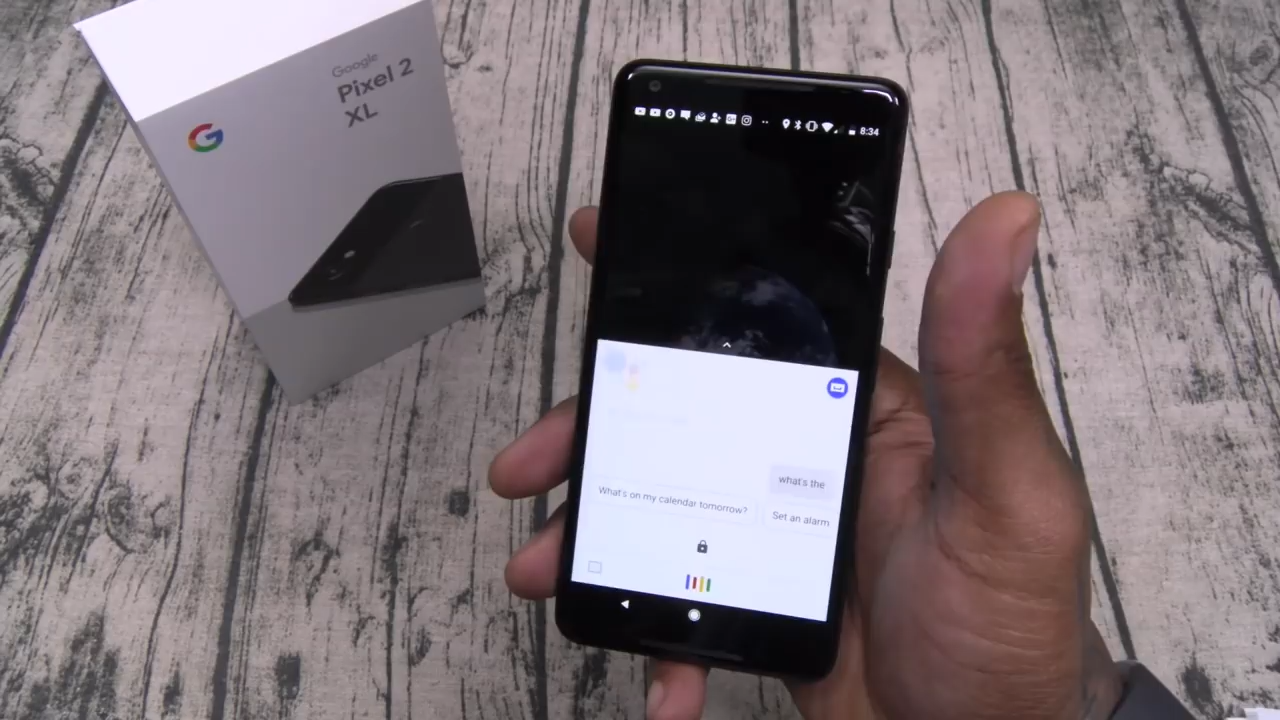 Google
Pixel 2
XL
8:34
what's the
What's on my calendar tomorrow?
Set an alarm